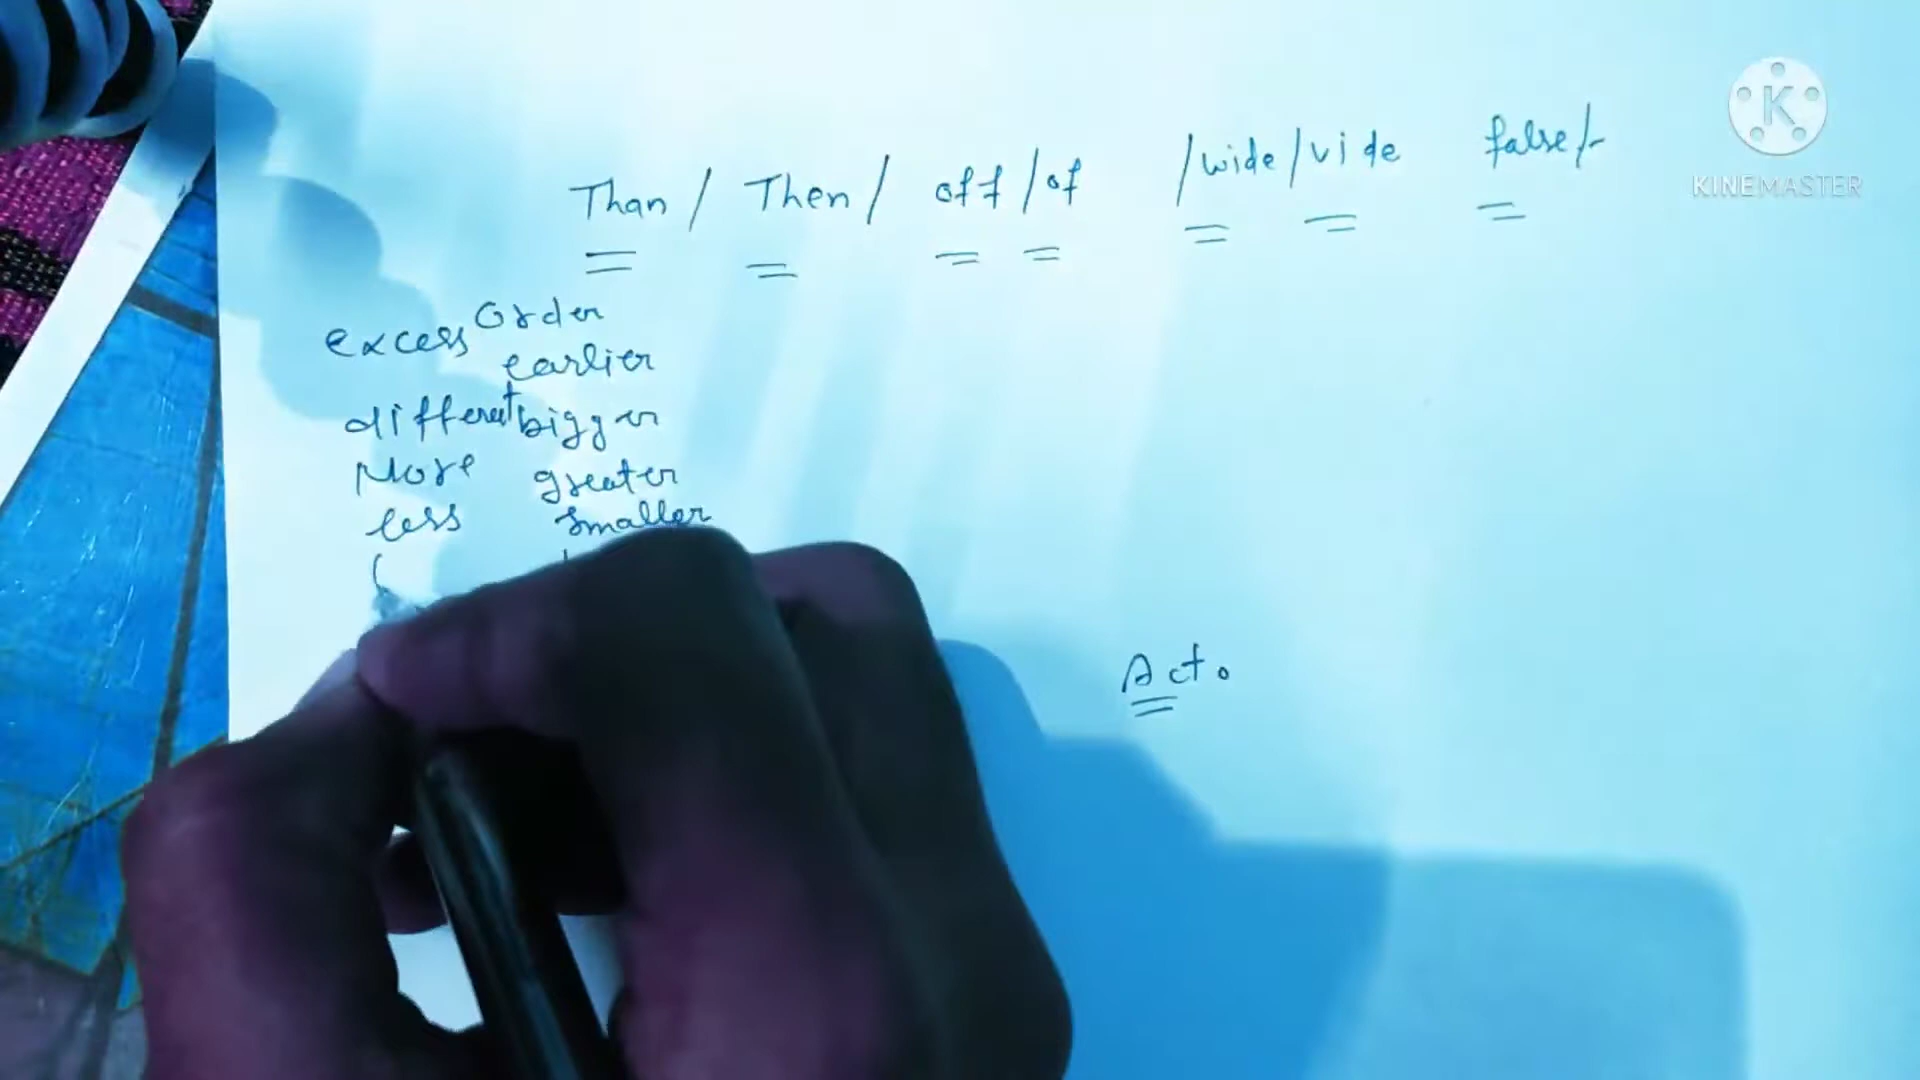 Than / Then / off / of / wide / vide false /-
KINEMASTER
excess Order
earlier
different bigger
More greater
less smaller
Act.